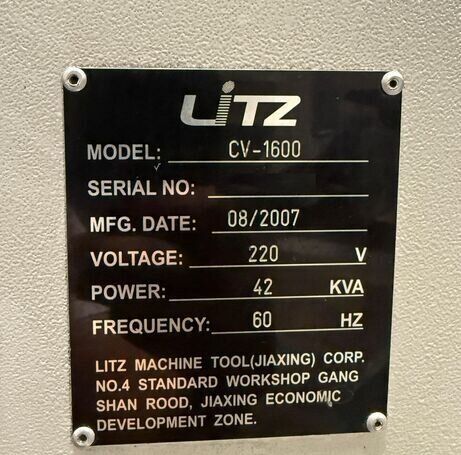 LiTZ
MODEL: CV-1600
SERIAL NO:
MFG. DATE: 08/2007
VOLTAGE: 220 V
POWER: 42 KVA
FREQUENCY: 60 HZ
LITZ MACHINE TOOL(JIAXING) CORP.
NO.4 STANDARD WORKSHOP GANG
SHAN ROOD, JIAXING ECONOMIC
DEVELOPMENT ZONE.